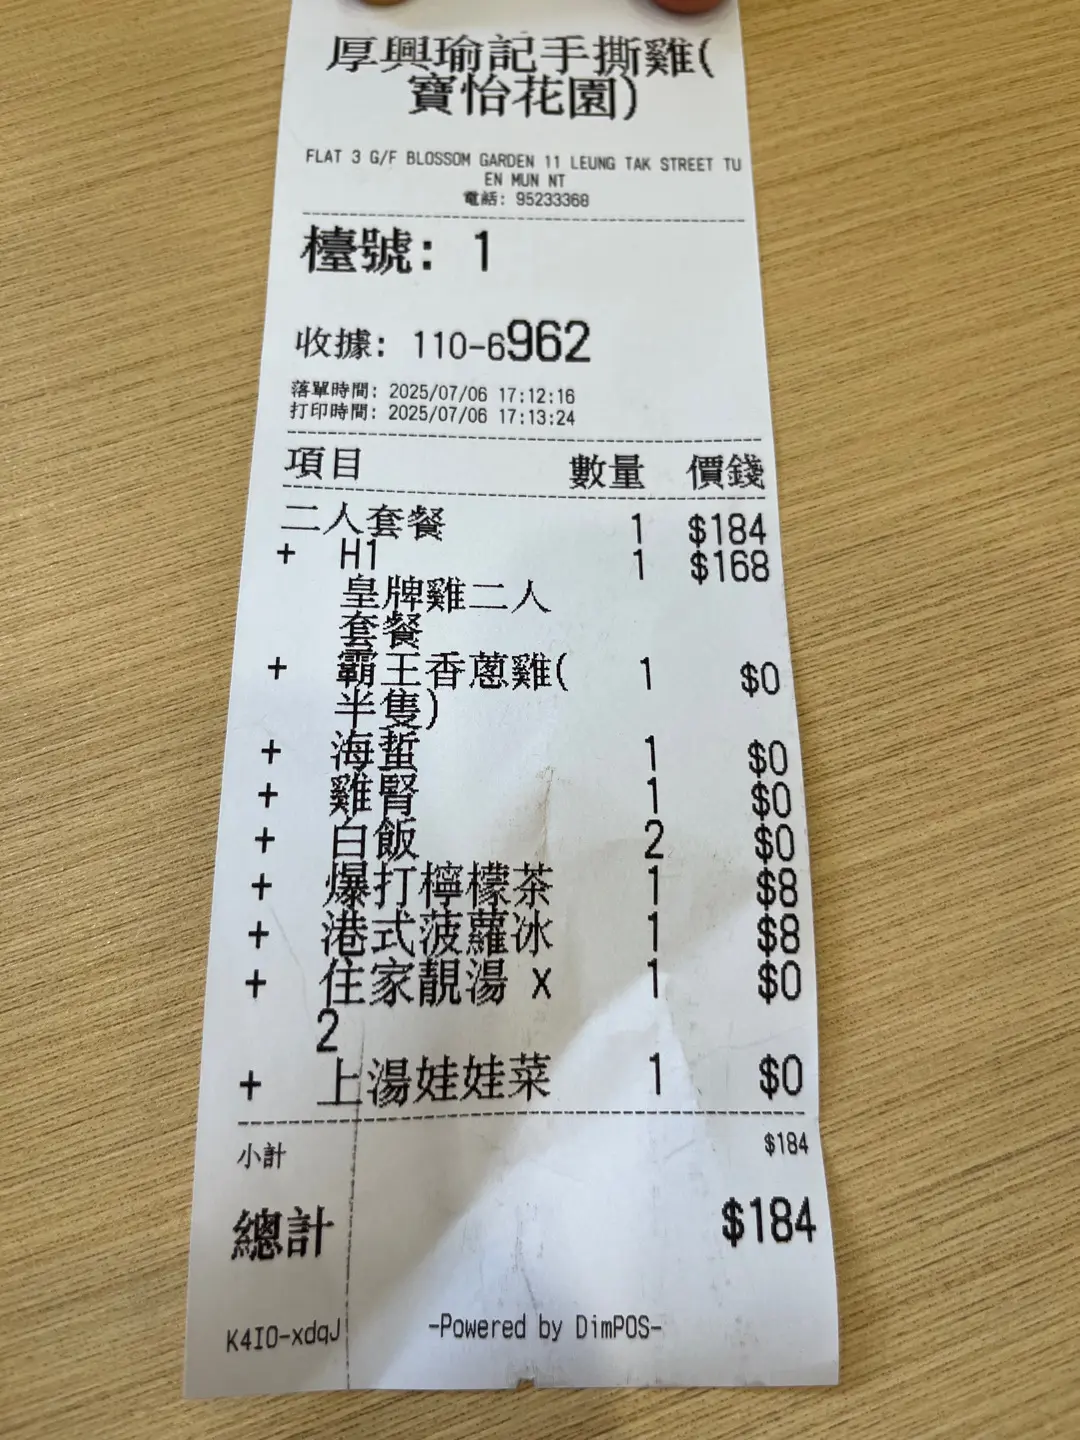 厚興瑜記手撕雞(
寶怡花園)
FLAT 3 G/F BLOSSOM GARDEN 11 LEUNG TAK STREET TU
EN MUN NT
電話: 95233368
檯號: 1
收據: 110-6962
落單時間: 2025/07/06 17:12:16
打印時間: 2025/07/06 17:13:24
項目 數量 價錢
二人套餐 1 $184
+ H1 1 $168
皇牌雞二人
套餐
+ 霸王香蔥雞( 1 $0
半隻)
+ 海蜇 1 $0
+ 雞腎 1 $0
+ 白飯 2 $0
+ 爆打檸檬茶 1 $8
+ 港式菠蘿冰 1 $8
+ 住家靚湯 x 1 $0
2
+ 上湯娃娃菜 1 $0
小計 $184
總計 $184
K4IO-xdqJ -Powered by DimPOS-